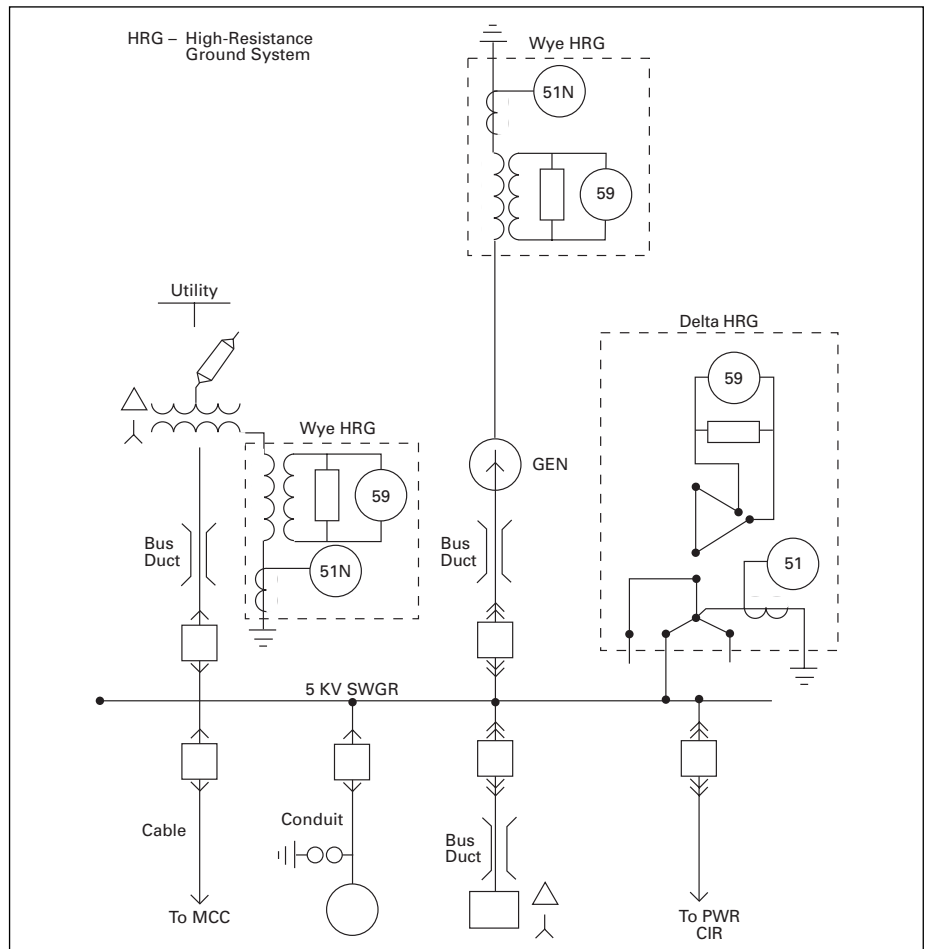 HRG – High-Resistance
Ground System
Wye HRG
51N
59
Utility
Delta HRG
59
Wye HRG
GEN
59
Bus
Duct
51N
Bus
Duct
51
5 KV SWGR
Cable
Conduit
Bus
Duct
To MCC
To PWR
CIR